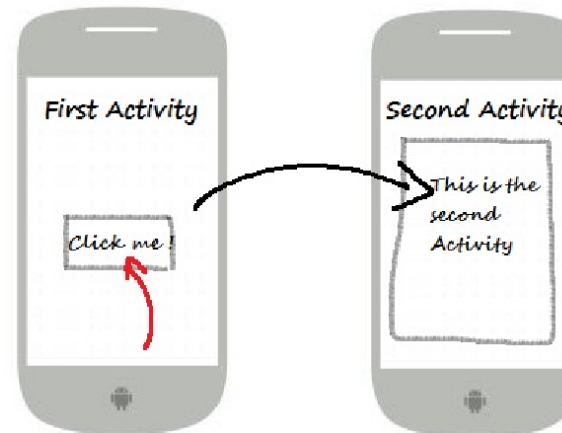 First Activity
Click me !
Second Activity
This is the
second
Activity